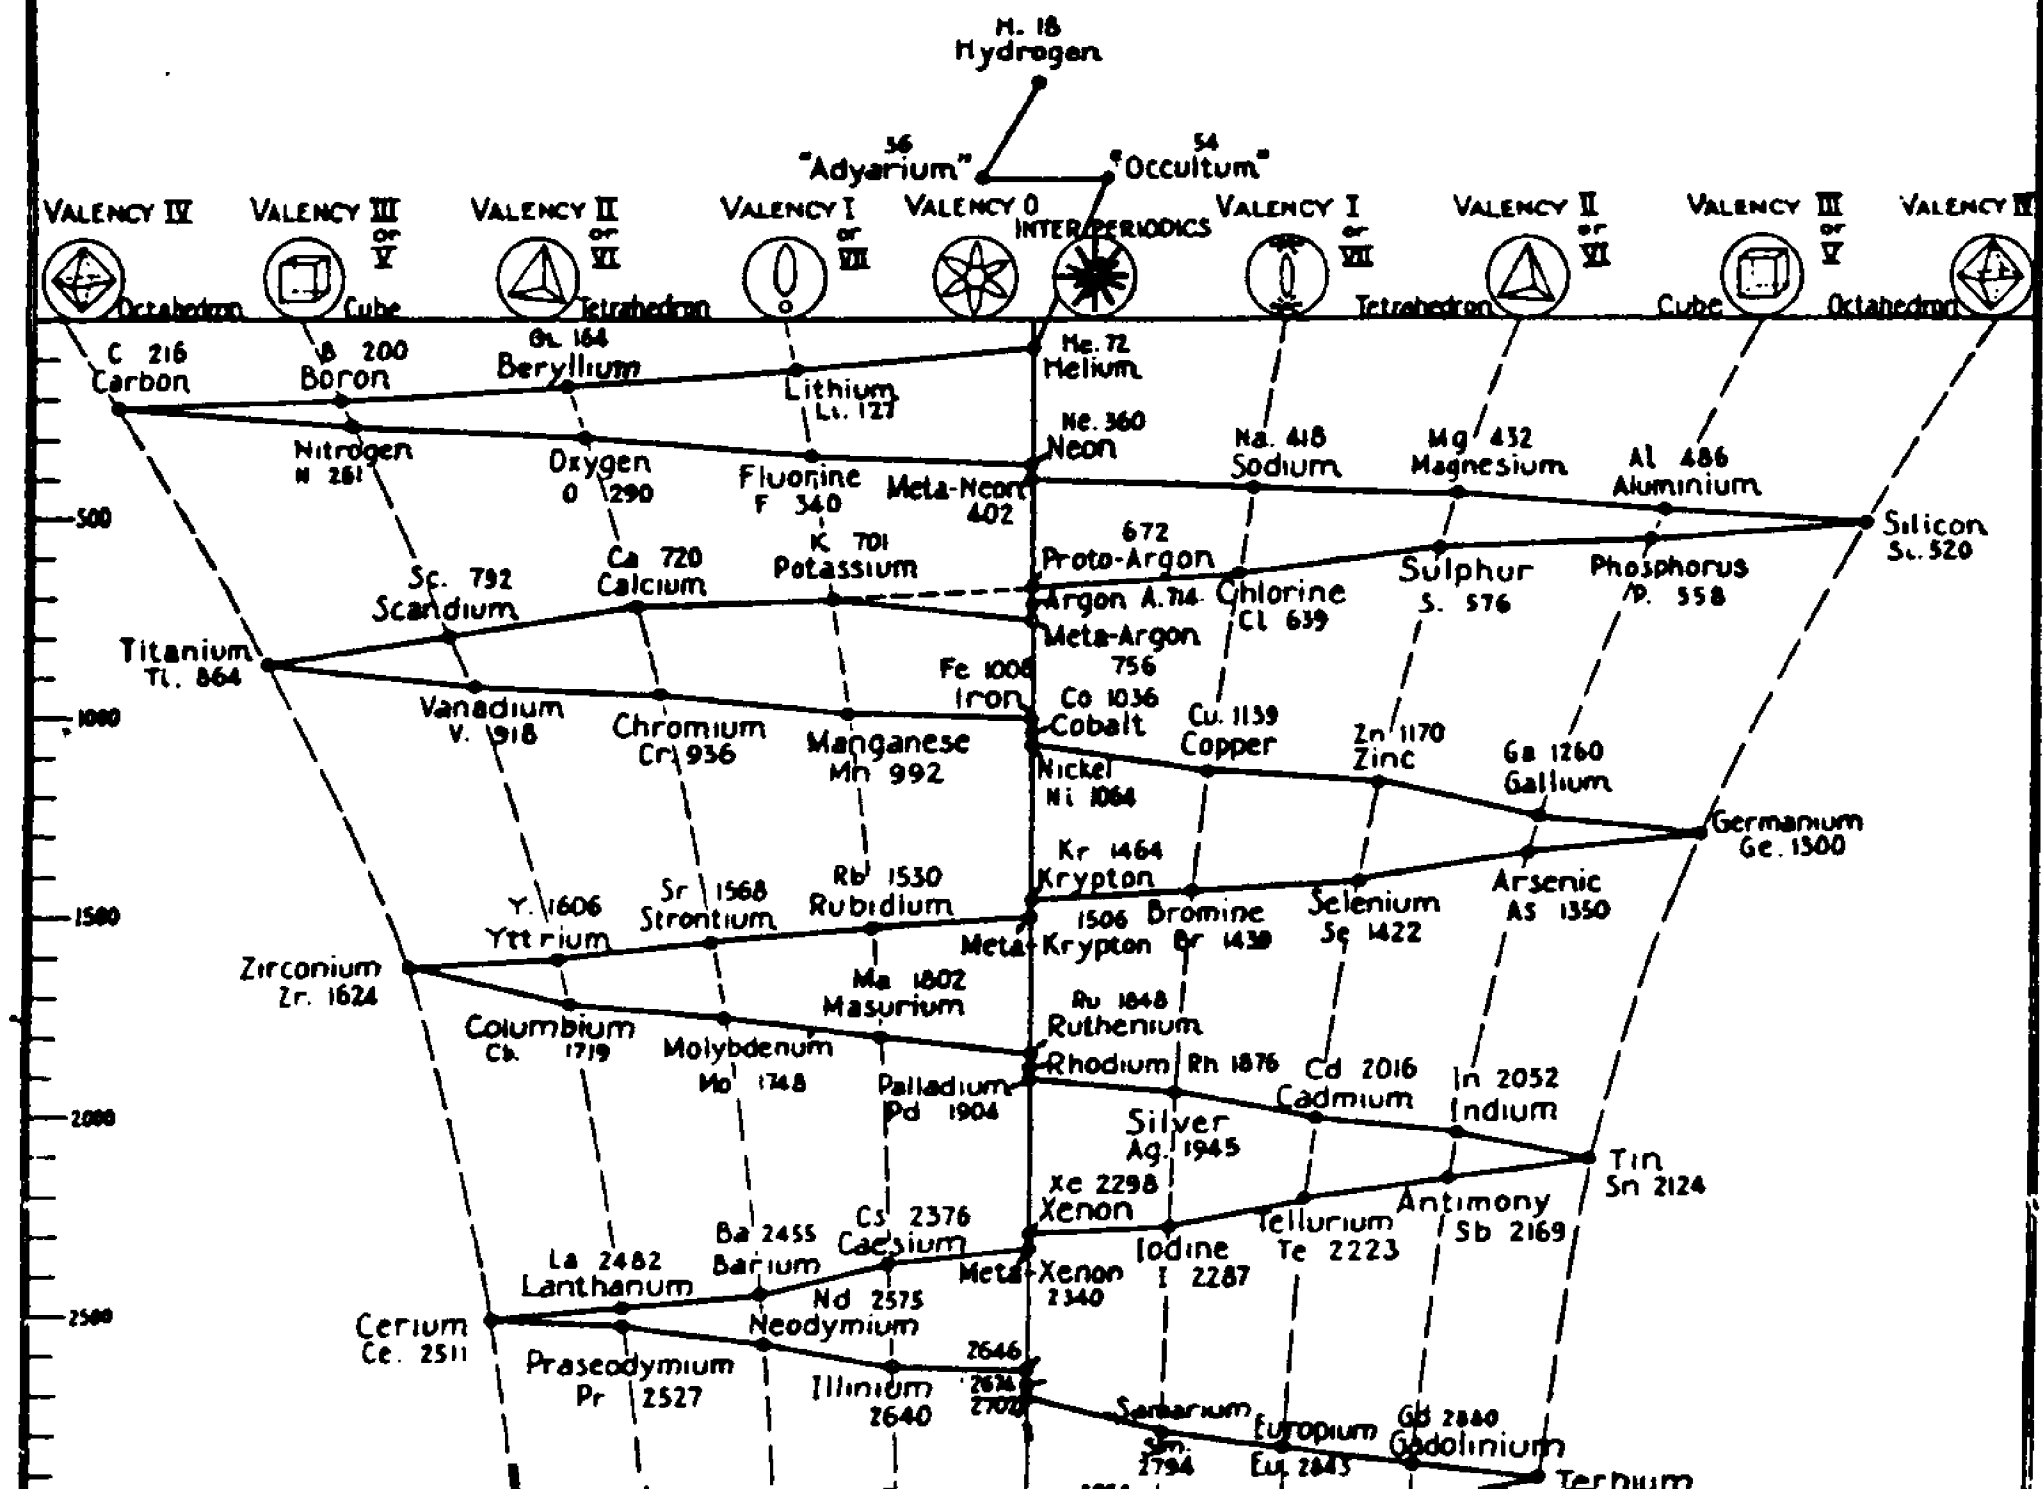 H. 18
Hydrogen
36
"Adyarium"
54
"Occultum"
VALENCY IV
VALENCY III
or
V
VALENCY II
or
VI
VALENCY I
or
VII
VALENCY O
INTERPERIODICS
VALENCY I
or
VII
VALENCY II
or
VI
VALENCY III
or
V
VALENCY IV
Octahedron
Cube
Tetrahedron
Tetrahedron
Cube
Octahedron
C 216
Carbon
B 200
Boron
GL 164
Beryllium
Lithium
Li. 127
He. 72
Helium
Nitrogen
N 261
Oxygen
O 290
Fluorine
F 340
Ne. 360
Neon
Meta-Neon
402
Na. 418
Sodium
Mg 432
Magnesium
Al 486
Aluminium
Silicon
Si. 520
500
Sc. 792
Scandium
Ca 720
Calcium
K 701
Potassium
672
Proto-Argon
Argon A. 714
Meta-Argon
756
Chlorine
Cl 639
Sulphur
S. 576
Phosphorus
P. 558
Titanium
Ti. 864
Vanadium
V. 918
Chromium
Cr. 936
Manganese
Mn 992
Fe 1008
Iron
Co 1036
Cobalt
Nickel
Ni 1064
Cu. 1139
Copper
Zn 1170
Zinc
Ga 1260
Gallium
Germanium
Ge. 1300
1000
Y. 1606
Yttrium
Sr 1568
Strontium
Rb 1530
Rubidium
Kr 1464
Krypton
1506
Meta-Krypton
Bromine
Br 1439
Selenium
Se 1422
Arsenic
As 1350
1500
Zirconium
Zr. 1624
Columbium
Cb. 1719
Molybdenum
Mo 1748
Ma 1802
Masurium
Ru 1848
Ruthenium
Rhodium Rh 1876
Palladium
Pd 1904
Silver
Ag. 1945
Cd 2016
Cadmium
In 2052
Indium
Tin
Sn 2124
2000
La 2482
Lanthanum
Ba 2455
Barium
Cs 2376
Caesium
Xe 2298
Xenon
Meta-Xenon
2340
Iodine
I 2287
Tellurium
Te 2223
Antimony
Sb 2169
2500
Cerium
Ce. 2511
Praseodymium
Pr 2527
Nd 2575
Neodymium
Illinium
2640
2646
2674
2702
Samarium
Sm.
2794
Europium
Eu. 2843
Gd 2880
Gadolinium
Terbium